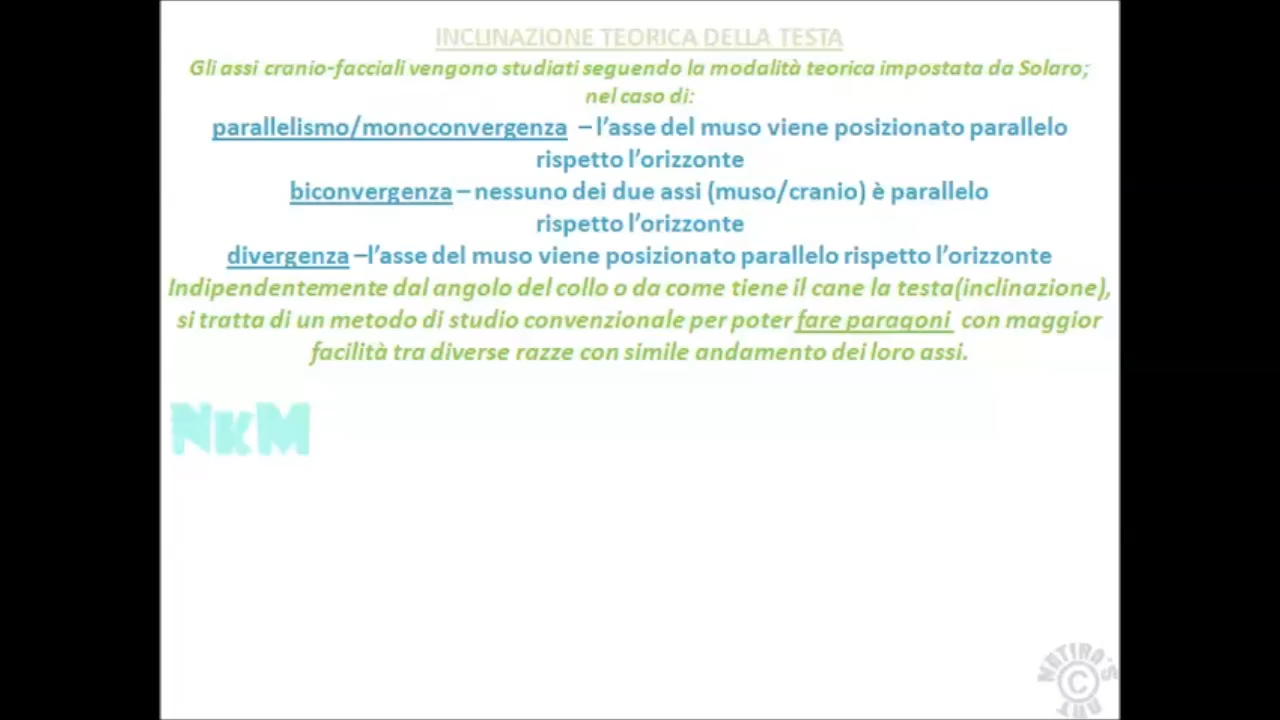 INCLINAZIONE TEORICA DELLA TESTA
Gli assi cranio-facciali vengono studiati seguendo la modalità teorica impostata da Solaro;
nel caso di:
parallelismo/monoconvergenza – l’asse del muso viene posizionato parallelo
rispetto l’orizzonte
biconvergenza – nessuno dei due assi (muso/cranio) è parallelo
rispetto l’orizzonte
divergenza –l’asse del muso viene posizionato parallelo rispetto l’orizzonte
Indipendentemente dal angolo del collo o da come tiene il cane la testa(inclinazione),
si tratta di un metodo di studio convenzionale per poter fare paragoni con maggior
facilità tra diverse razze con simile andamento dei loro assi.
NKM
©